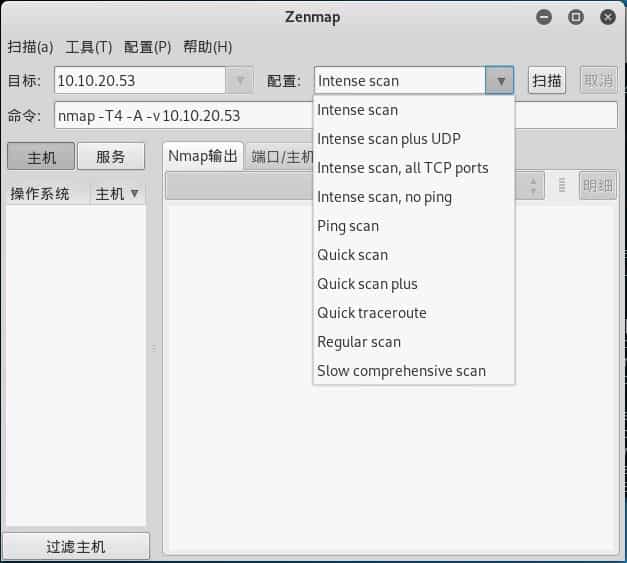 Zenmap
扫描(a) 工具(T) 配置(P) 帮助(H)
目标: 10.10.20.53 配置: Intense scan 扫描 取消
命令: nmap -T4 -A -v 10.10.20.53
Intense scan
Intense scan plus UDP
Intense scan, all TCP ports
Intense scan, no ping
Ping scan
Quick scan
Quick scan plus
Quick traceroute
Regular scan
Slow comprehensive scan
主机 服务 Nmap输出 端口/主机
操作系统 主机 明细
过滤主机